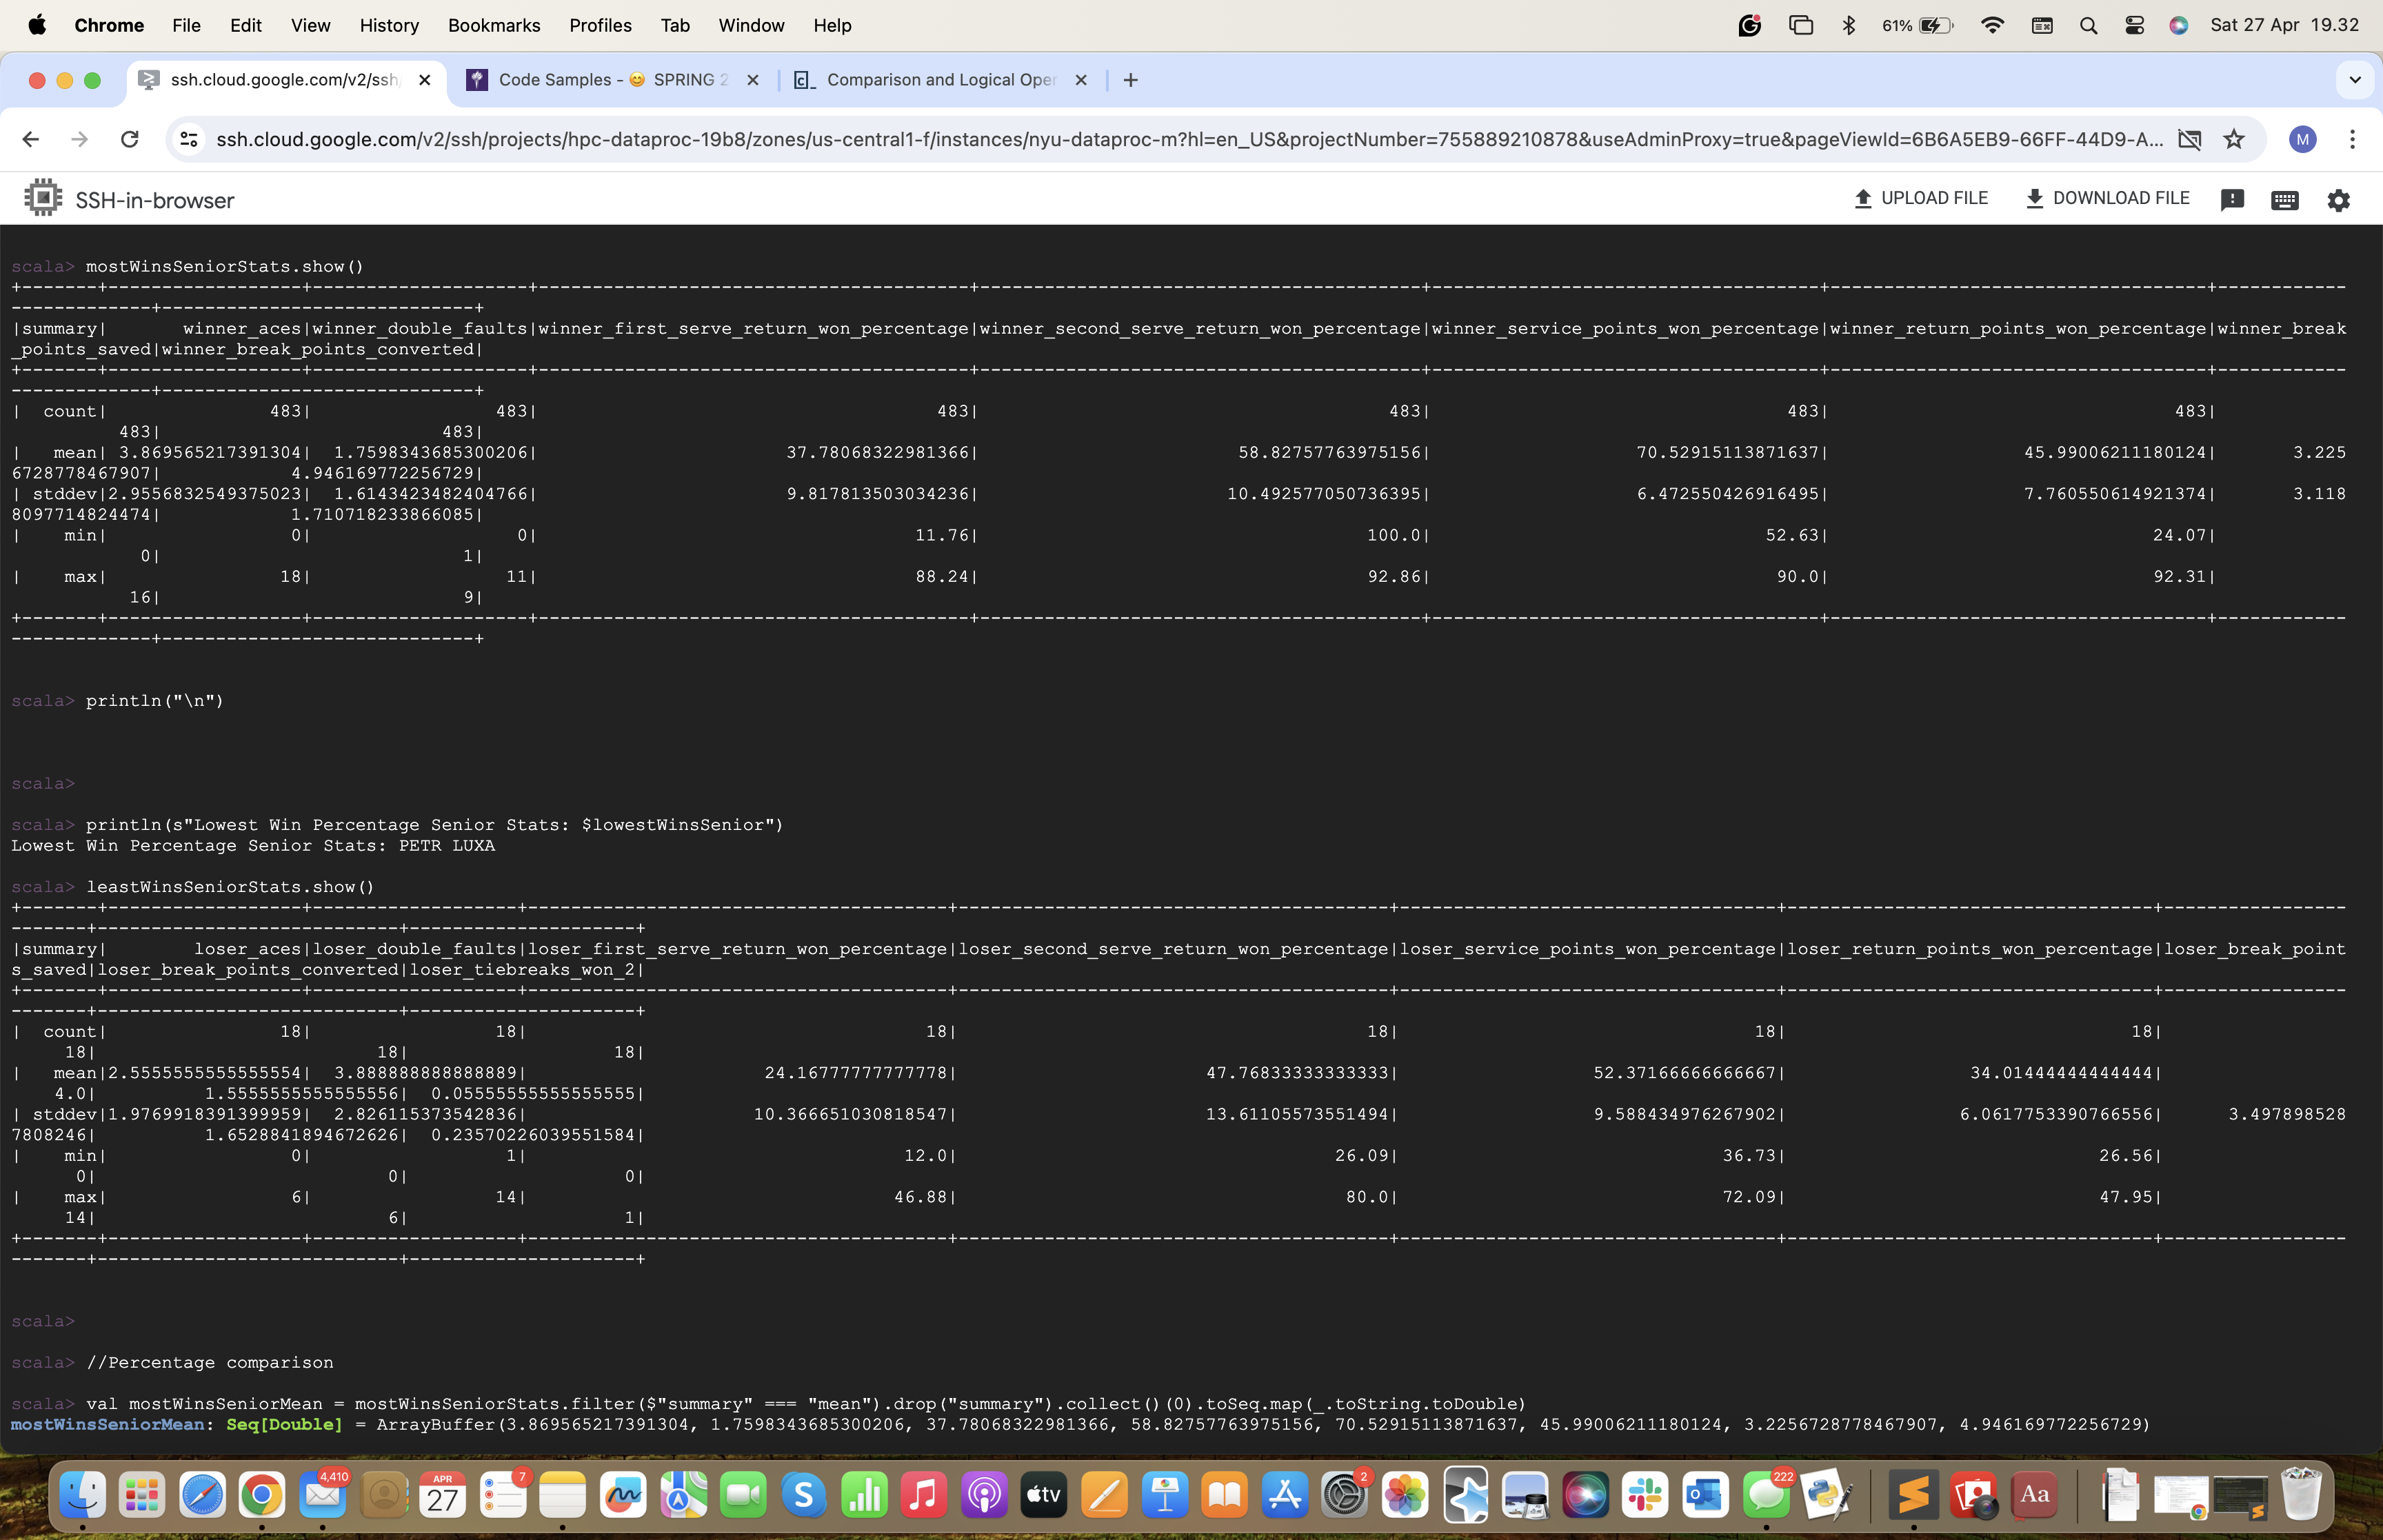 Chrome File Edit View History Bookmarks Profiles Tab Window Help 61% Sat 27 Apr 19.32
ssh.cloud.google.com/v2/ssh/ Code Samples - 😊 SPRING 2 Comparison and Logical Oper
ssh.cloud.google.com/v2/ssh/projects/hpc-dataproc-19b8/zones/us-central1-f/instances/nyu-dataproc-m?hl=en_US&projectNumber=755889210878&useAdminProxy=true&pageViewId=6B6A5EB9-66FF-44D9-A... M
SSH-in-browser UPLOAD FILE DOWNLOAD FILE
scala> mostWinsSeniorStats.show()
+-------+------------------+--------------------+-----------------------------------------+------------------------------------------+------------------------------------+-----------------------------------+------------
-------------+-----------------------------+
|summary|       winner_aces|winner_double_faults|winner_first_serve_return_won_percentage|winner_second_serve_return_won_percentage|winner_service_points_won_percentage|winner_return_points_won_percentage|winner_break
_points_saved|winner_break_points_converted|
+-------+------------------+--------------------+-----------------------------------------+------------------------------------------+------------------------------------+-----------------------------------+------------
-------------+-----------------------------+
|  count|               483|                 483|                                     483|                                      483|                                 483|                                483|
          483|                          483|
|   mean| 3.869565217391304|  1.7598343685300206|                       37.78068322981366|                        58.82757763975156|                   70.52915113871637|                  45.99006211180124|       3.225
6728778467907|            4.946169772256729|
| stddev|2.9556832549375023|  1.6143423482404766|                       9.817813503034236|                       10.492577050736395|                   6.472550426916495|                  7.760550614921374|       3.118
8097714824474|            1.710718233866085|
|    min|                 0|                   0|                                   11.76|                                    100.0|                               52.63|                              24.07|
            0|                            1|
|    max|                18|                  11|                                   88.24|                                    92.86|                                90.0|                              92.31|
           16|                            9|
+-------+------------------+--------------------+-----------------------------------------+------------------------------------------+------------------------------------+-----------------------------------+------------
-------------+-----------------------------+
scala> println("\n")
scala>
scala> println(s"Lowest Win Percentage Senior Stats: $lowestWinsSenior")
Lowest Win Percentage Senior Stats: PETR LUXA
scala> leastWinsSeniorStats.show()
+-------+------------------+-------------------+---------------------------------------+----------------------------------------+-----------------------------------+----------------------------------+-----------------
-------+----------------------------+--------------------+
|summary|        loser_aces|loser_double_faults|loser_first_serve_return_won_percentage|loser_second_serve_return_won_percentage|loser_service_points_won_percentage|loser_return_points_won_percentage|loser_break_point
s_saved|loser_break_points_converted|loser_tiebreaks_won_2|
+-------+------------------+-------------------+---------------------------------------+----------------------------------------+-----------------------------------+----------------------------------+-----------------
-------+----------------------------+---------------------+
|  count|                18|                 18|                                     18|                                      18|                                 18|                                18|
     18|                          18|                   18|
|   mean|2.5555555555555554|  3.888888888888889|                      24.16777777777778|                       47.76833333333333|                  52.37166666666667|                 34.01444444444444|
    4.0|          1.5555555555555556|  0.05555555555555555|
| stddev|1.9769918391399959|  2.826115373542836|                     10.366651030818547|                       13.61105573551494|                  9.588434976267902|                6.0617753390766556|      3.497898528
7808246|          1.6528841894672626|  0.23570226039551584|
|    min|                 0|                  1|                                   12.0|                                   26.09|                              36.73|                             26.56|
      0|                           0|                    0|
|    max|                 6|                 14|                                  46.88|                                    80.0|                              72.09|                             47.95|
     14|                           6|                    1|
+-------+------------------+-------------------+---------------------------------------+----------------------------------------+-----------------------------------+----------------------------------+-----------------
-------+----------------------------+---------------------+
scala>
scala> //Percentage comparison
scala> val mostWinsSeniorMean = mostWinsSeniorStats.filter($"summary" === "mean").drop("summary").collect()(0).toSeq.map(_.toString.toDouble)
mostWinsSeniorMean: Seq[Double] = ArrayBuffer(3.869565217391304, 1.7598343685300206, 37.78068322981366, 58.82757763975156, 70.52915113871637, 45.99006211180124, 3.2256728778467907, 4.946169772256729)
4,410 APR 27 7 tv 2 222 Aa